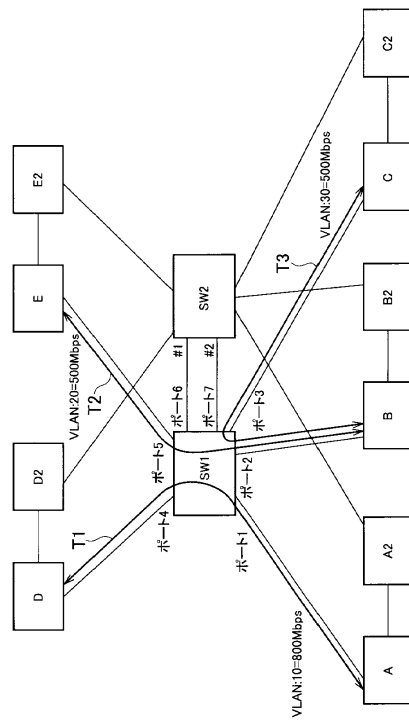 D
D2
E
E2
T1
T2
VLAN:20=500Mbps
ポート4
ポート5
SW1
ポート6
#1
ポート7
#2
SW2
ポート1
ポート2
ポート3
T3
VLAN:10=800Mbps
VLAN:30=500Mbps
A
A2
B
B2
C
C2